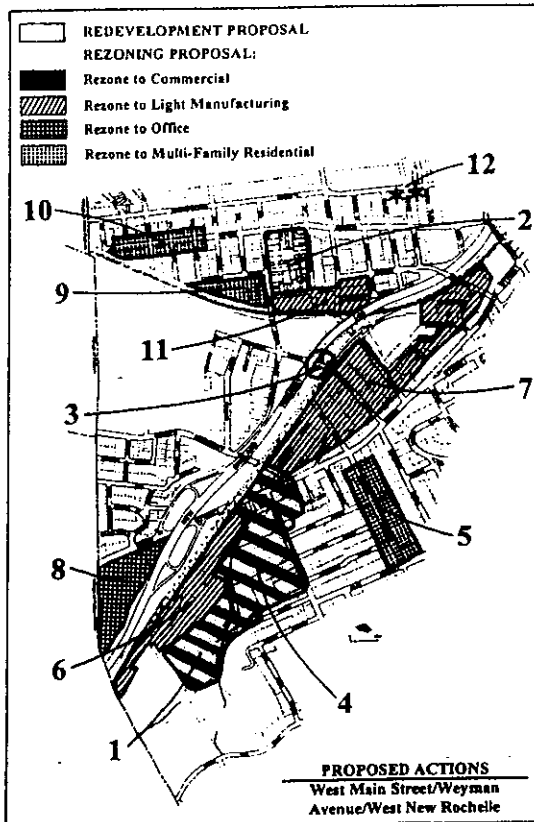 REDEVELOPMENT PROPOSAL
REZONING PROPOSAL:
Rezone to Commercial
Rezone to Light Manufacturing
Rezone to Office
Rezone to Multi-Family Residential
12
10
2
9
11
7
3
5
8
6
4
1
PROPOSED ACTIONS
West Main Street/Weyman
Avenue/West New Rochelle